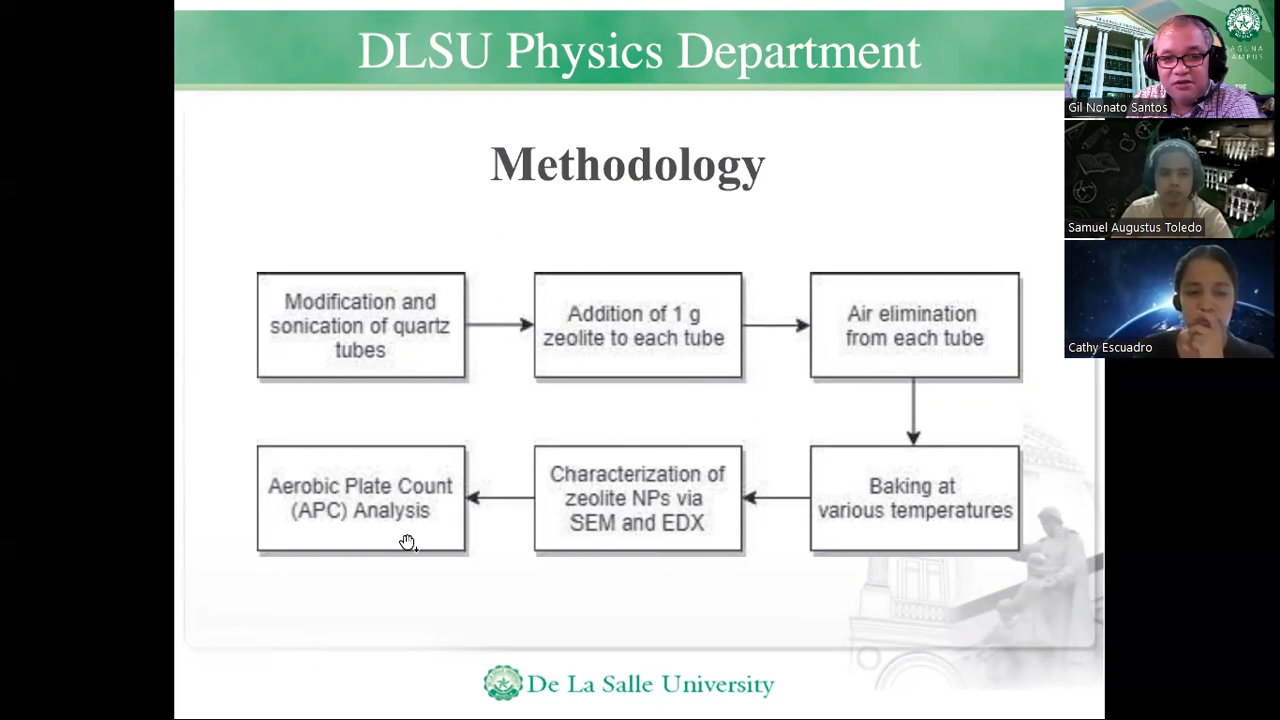 DLSU Physics Department
Methodology
Modification and
sonication of quartz
tubes
Addition of 1 g
zeolite to each tube
Air elimination
from each tube
Baking at
various temperatures
Characterization of
zeolite NPs via
SEM and EDX
Aerobic Plate Count
(APC) Analysis
De La Salle University
Gil Nonato Santos
Samuel Augustus Toledo
Cathy Escuadro